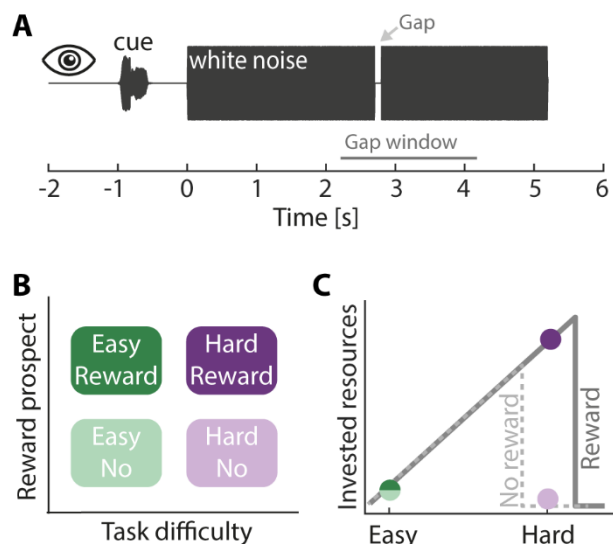 A
cue
white noise
Gap
Gap window
-2 -1 0 1 2 3 4 5 6
Time [s]
B
Reward prospect
Easy
Reward
Hard
Reward
Easy
No
Hard
No
Task difficulty
C
Invested resources
No reward
Reward
Easy
Hard